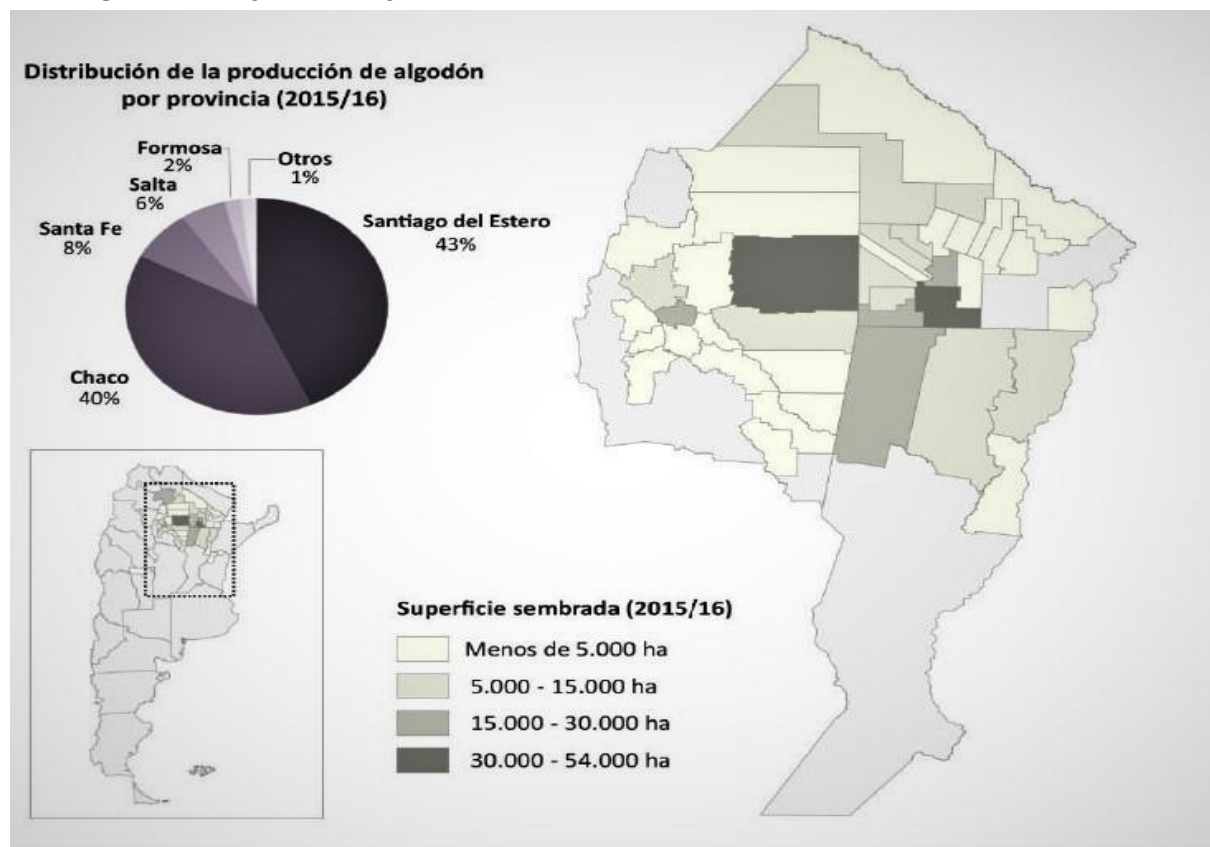 Distribución de la producción de algodón
por provincia (2015/16)
Formosa
2%
Otros
1%
Salta
6%
Santa Fe
8%
Santiago del Estero
43%
Chaco
40%
Superficie sembrada (2015/16)
Menos de 5.000 ha
5.000 - 15.000 ha
15.000 - 30.000 ha
30.000 - 54.000 ha